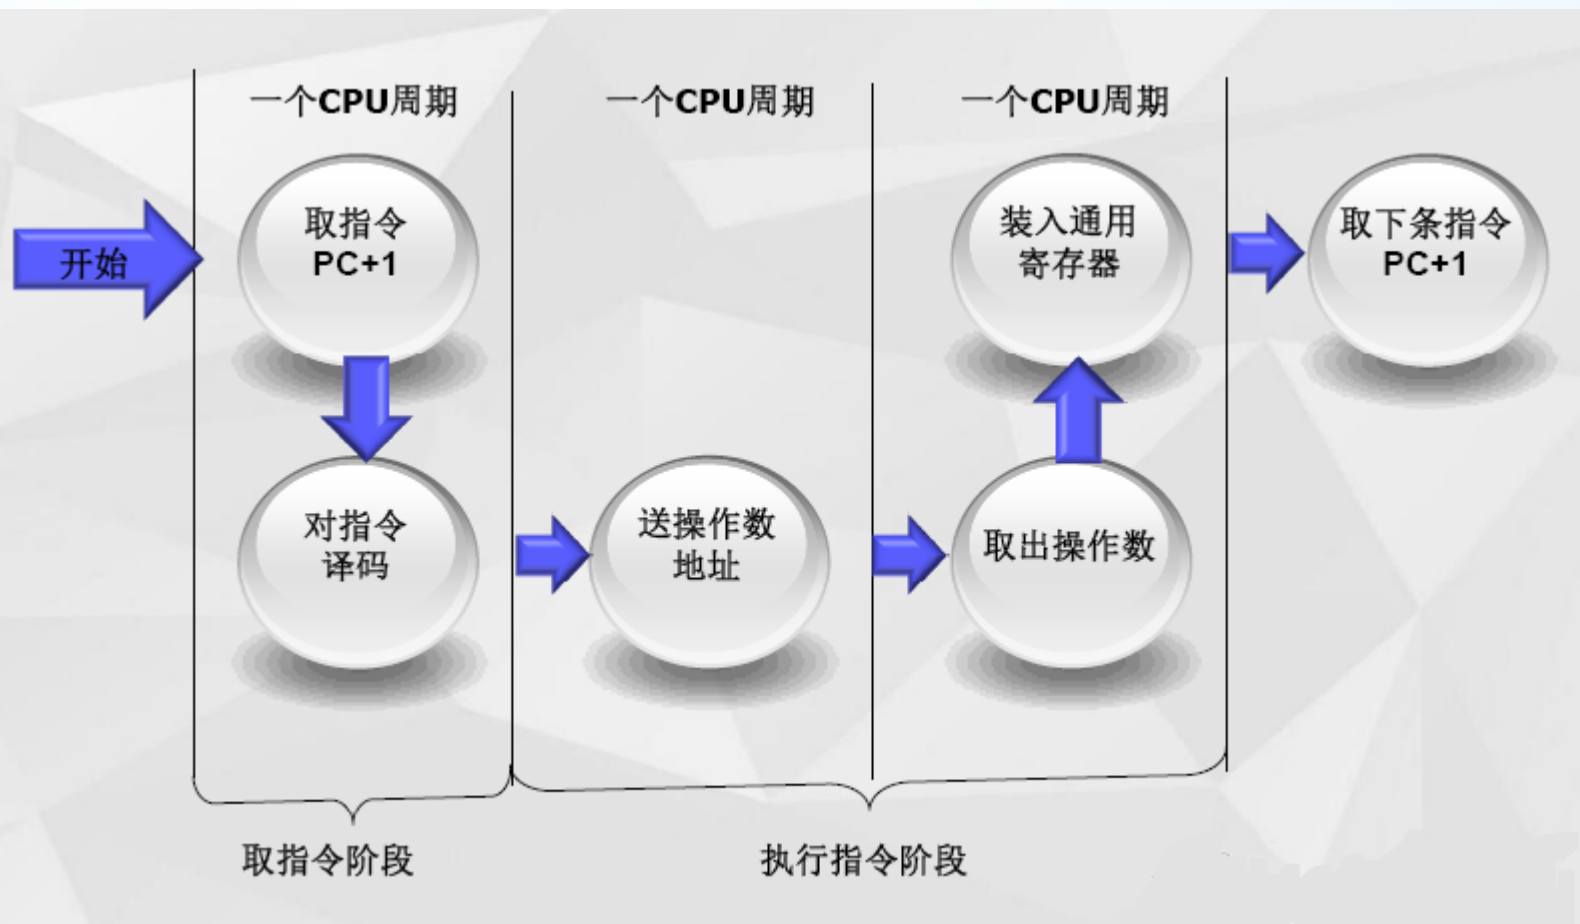 一个CPU周期
一个CPU周期
一个CPU周期
开始
取指令
PC+1
对指令
译码
送操作数
地址
取出操作数
装入通用
寄存器
取下条指令
PC+1
取指令阶段
执行指令阶段